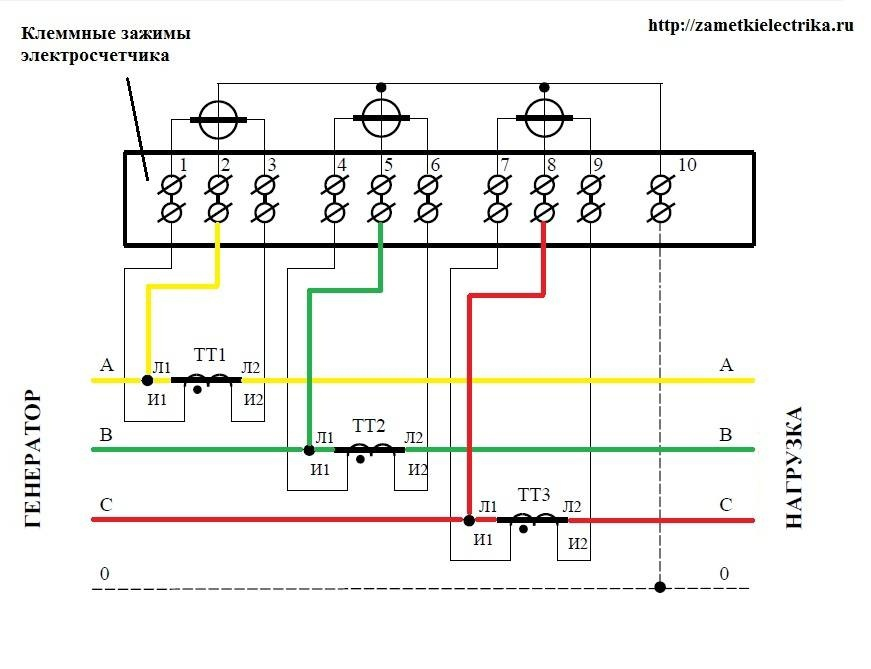 Клеммные зажимы
электросчетчика
http://zametkielectrika.ru
1 2 3 4 5 6 7 8 9 10
ГЕНЕРАТОР
НАГРУЗКА
A Л1 ТТ1 Л2 A
И1 И2
B Л1 ТТ2 Л2 B
И1 И2
C Л1 ТТ3 Л2 C
И1 И2
0 0